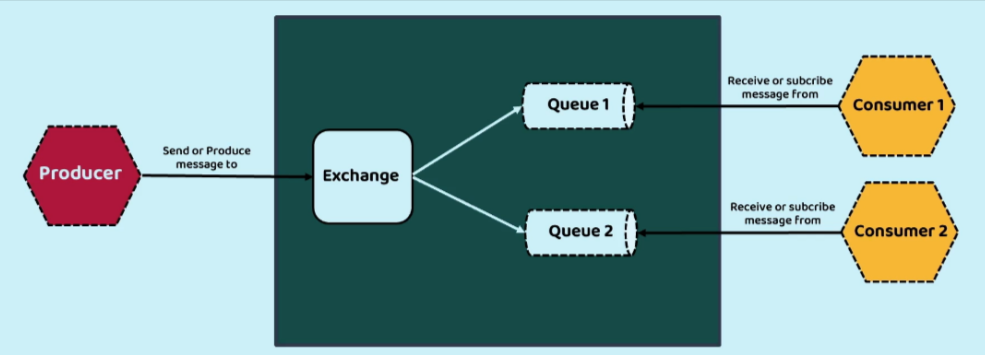 Producer
Send or Produce
message to
Exchange
Queue 1
Queue 2
Receive or subcribe
message from
Consumer 1
Receive or subcribe
message from
Consumer 2